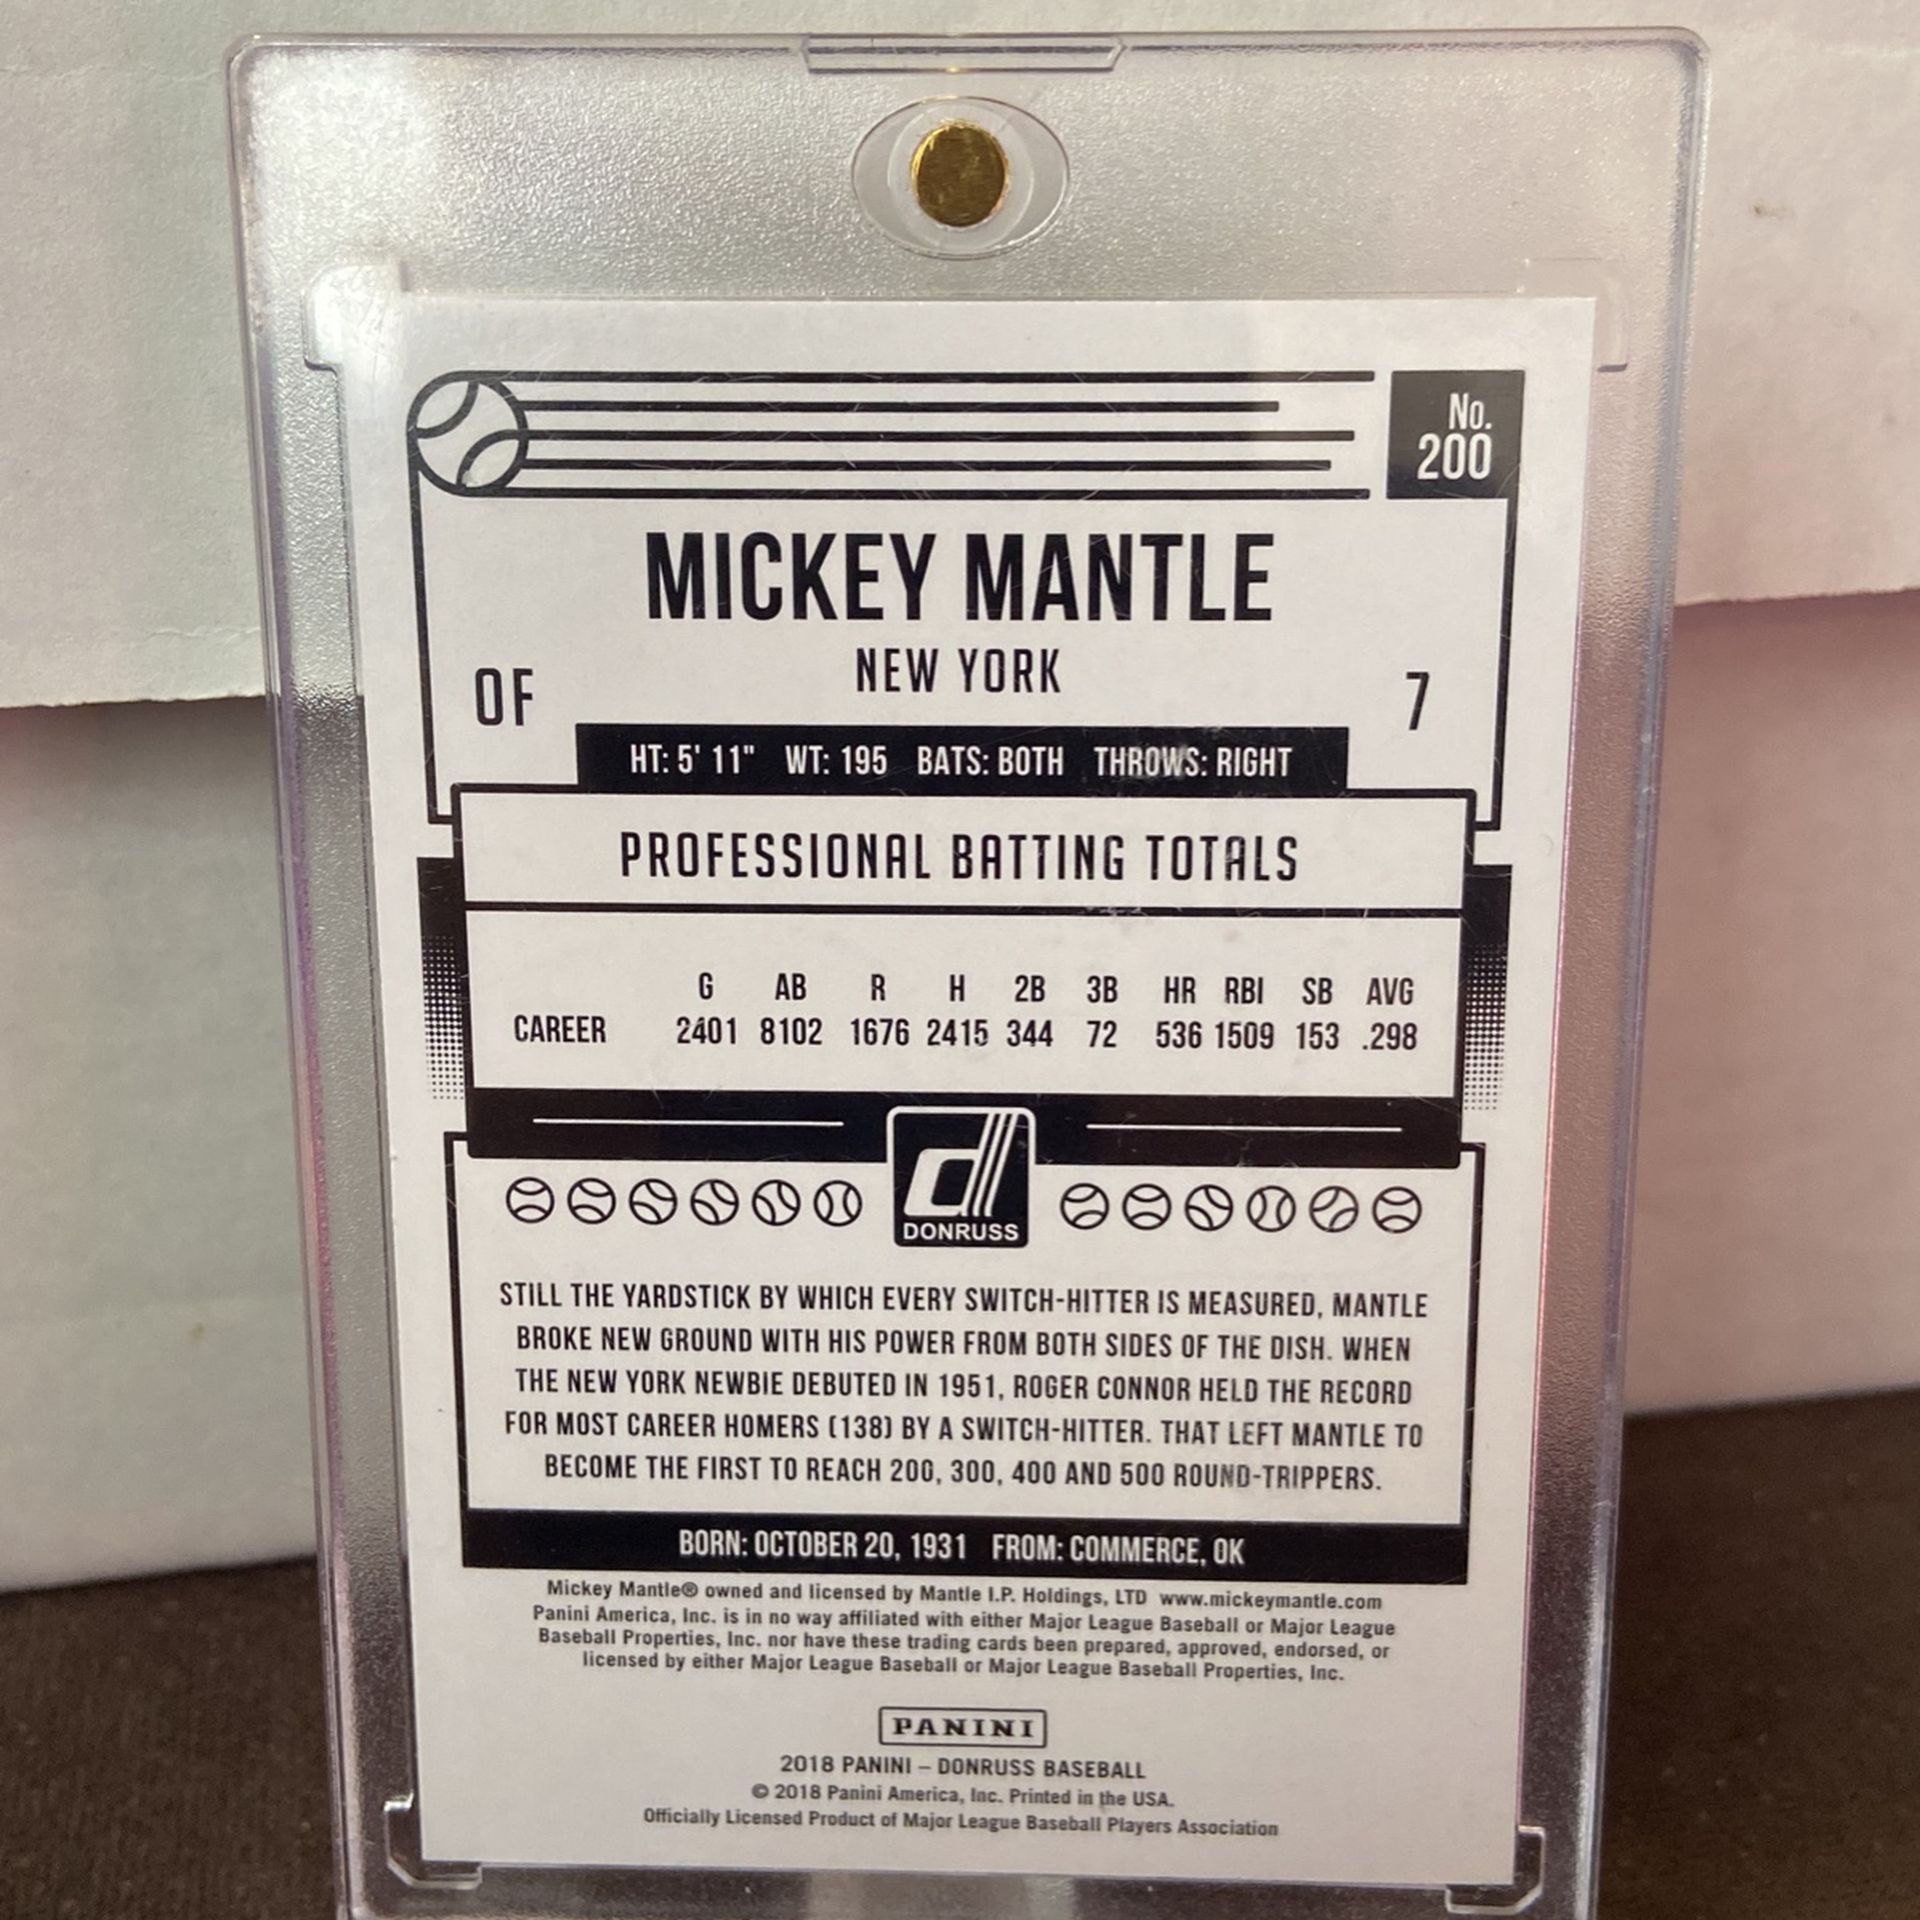 No.
200
MICKEY MANTLE
NEW YORK
OF
7
HT: 5' 11" WT: 195 BATS: BOTH THROWS: RIGHT
PROFESSIONAL BATTING TOTALS
G AB R H 2B 3B HR RBI SB AVG
CAREER 2401 8102 1676 2415 344 72 536 1509 153 .298
d
DONRUSS
STILL THE YARDSTICK BY WHICH EVERY SWITCH-HITTER IS MEASURED, MANTLE
BROKE NEW GROUND WITH HIS POWER FROM BOTH SIDES OF THE DISH. WHEN
THE NEW YORK NEWBIE DEBUTED IN 1951, ROGER CONNOR HELD THE RECORD
FOR MOST CAREER HOMERS (138) BY A SWITCH-HITTER. THAT LEFT MANTLE TO
BECOME THE FIRST TO REACH 200, 300, 400 AND 500 ROUND-TRIPPERS.
BORN: OCTOBER 20, 1931 FROM: COMMERCE, OK
Mickey Mantle® owned and licensed by Mantle I.P. Holdings, LTD www.mickeymantle.com
Panini America, Inc. is in no way affiliated with either Major League Baseball or Major League
Baseball Properties, Inc. nor have these trading cards been prepared, approved, endorsed, or
licensed by either Major League Baseball or Major League Baseball Properties, Inc.
PANINI
2018 PANINI – DONRUSS BASEBALL
© 2018 Panini America, Inc. Printed in the USA.
Officially Licensed Product of Major League Baseball Players Association